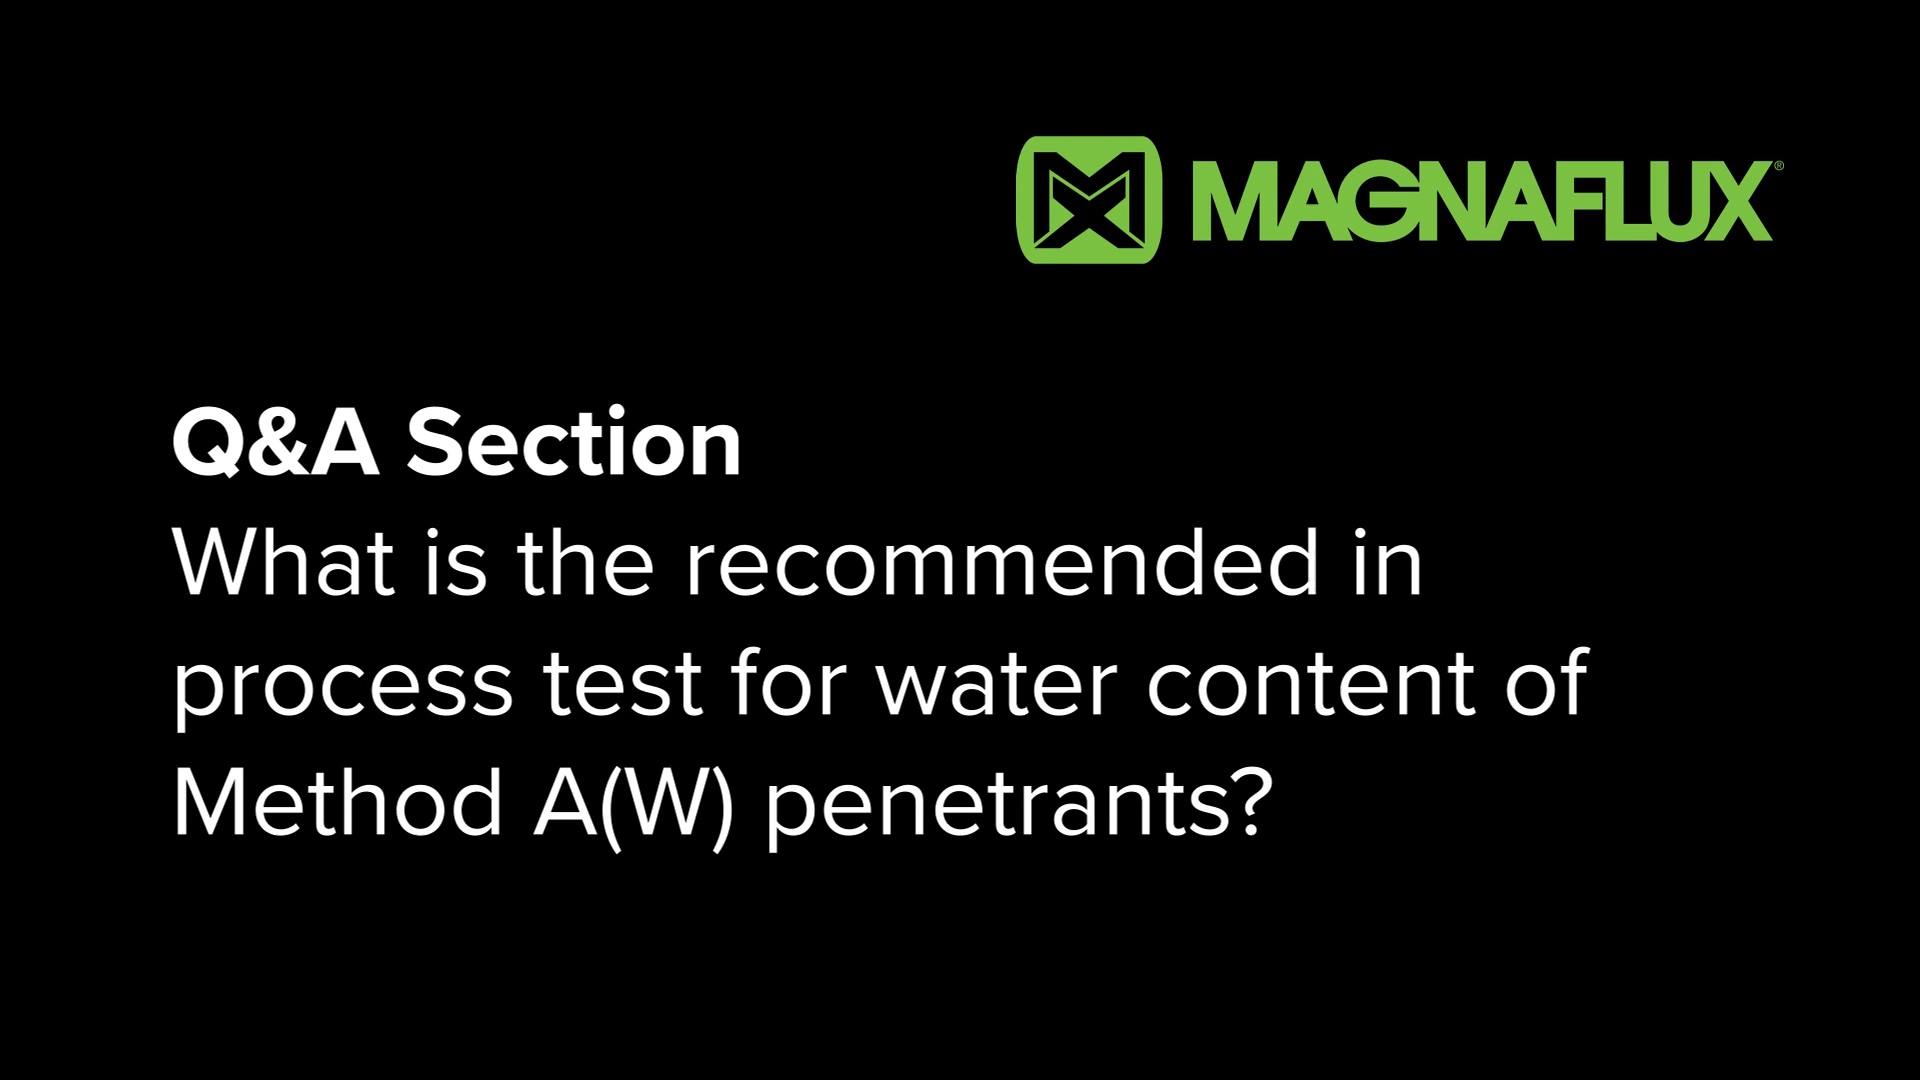 MAGNAFLUX®
Q&A Section
What is the recommended in
process test for water content of
Method A(W) penetrants?